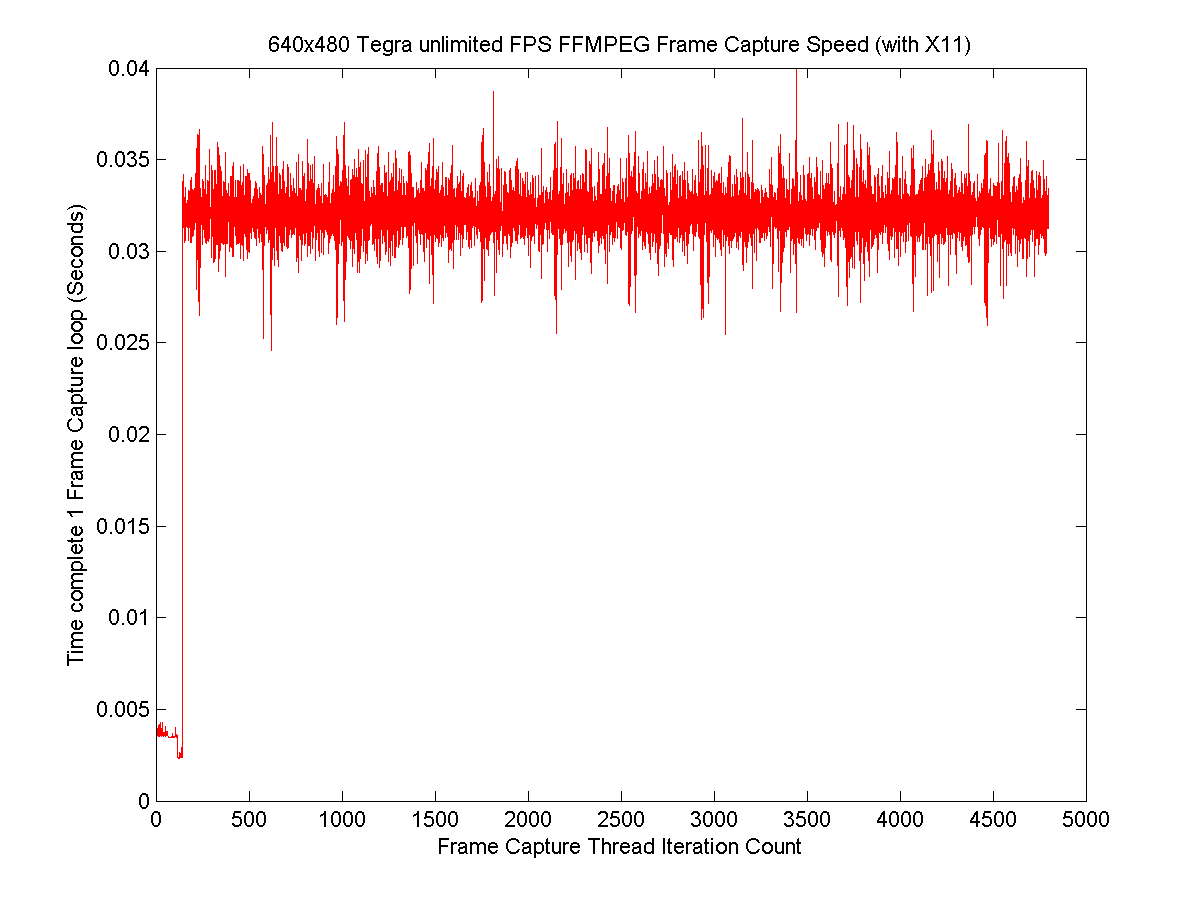 640x480 Tegra unlimited FPS FFMPEG Frame Capture Speed (with X11)
0.04
0.035
0.03
0.025
0.02
0.015
0.01
0.005
0
Time complete 1 Frame Capture loop (Seconds)
0 500 1000 1500 2000 2500 3000 3500 4000 4500 5000
Frame Capture Thread Iteration Count